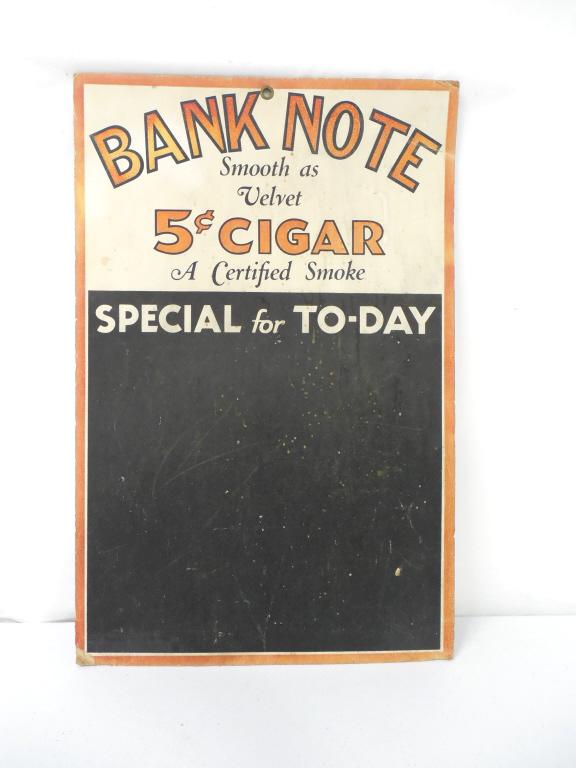 BANK NOTE
Smooth as
Velvet
5¢ CIGAR
A Certified Smoke
SPECIAL for TO-DAY